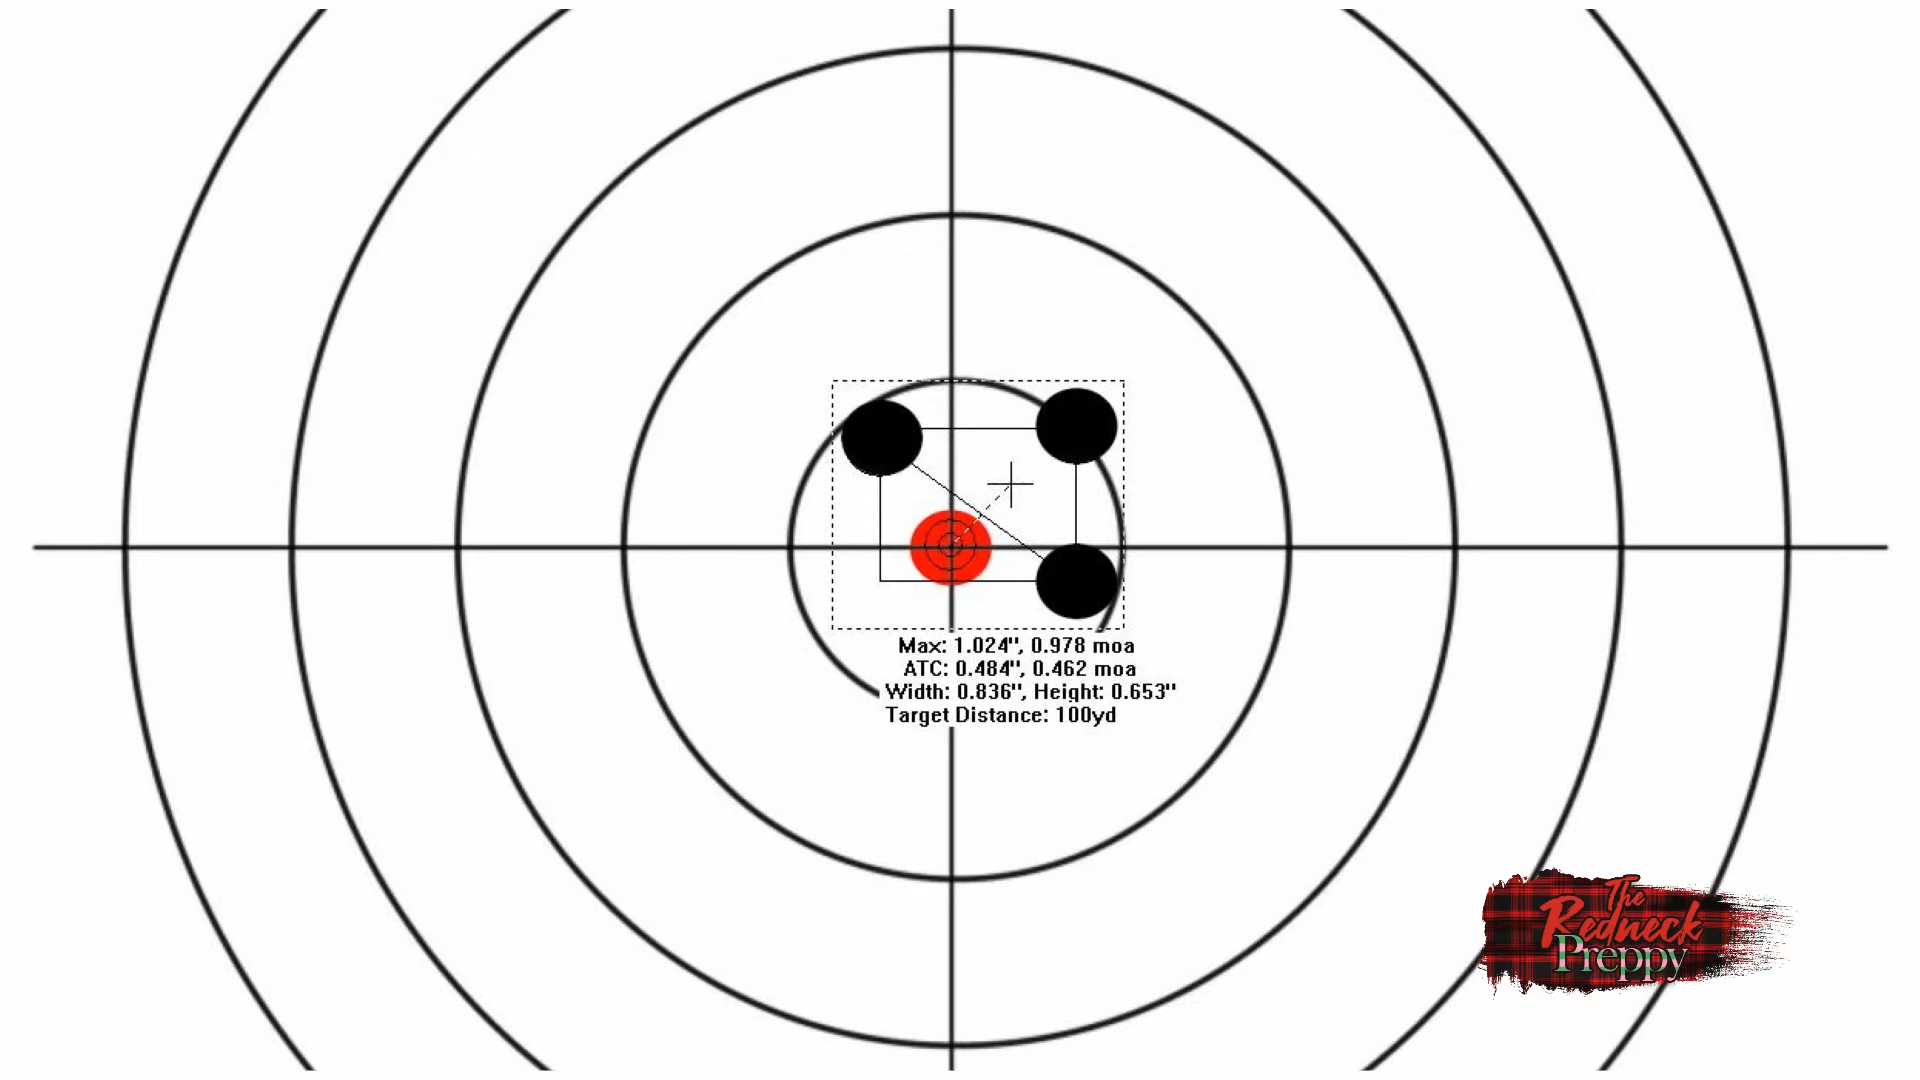 Max: 1.024", 0.978 moa
ATC: 0.484", 0.462 moa
Width: 0.836", Height: 0.653"
Target Distance: 100yd
The
Redneck
Preppy